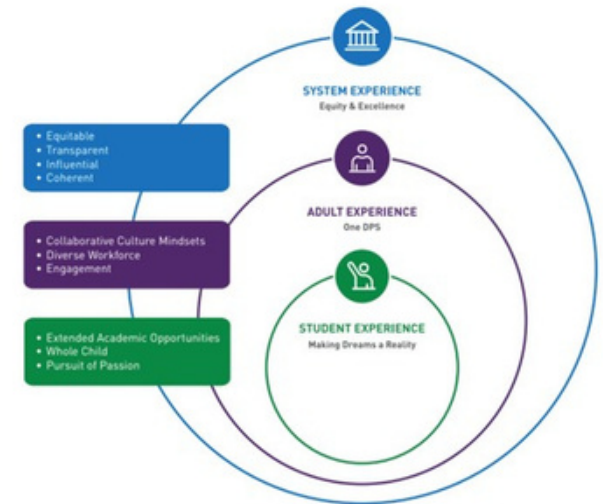 SYSTEM EXPERIENCE
Equity & Excellence
• Equitable
• Transparent
• Influential
• Coherent
ADULT EXPERIENCE
One DPS
• Collaborative Culture Mindsets
• Diverse Workforce
• Engagement
STUDENT EXPERIENCE
Making Dreams a Reality
• Extended Academic Opportunities
• Whole Child
• Pursuit of Passion